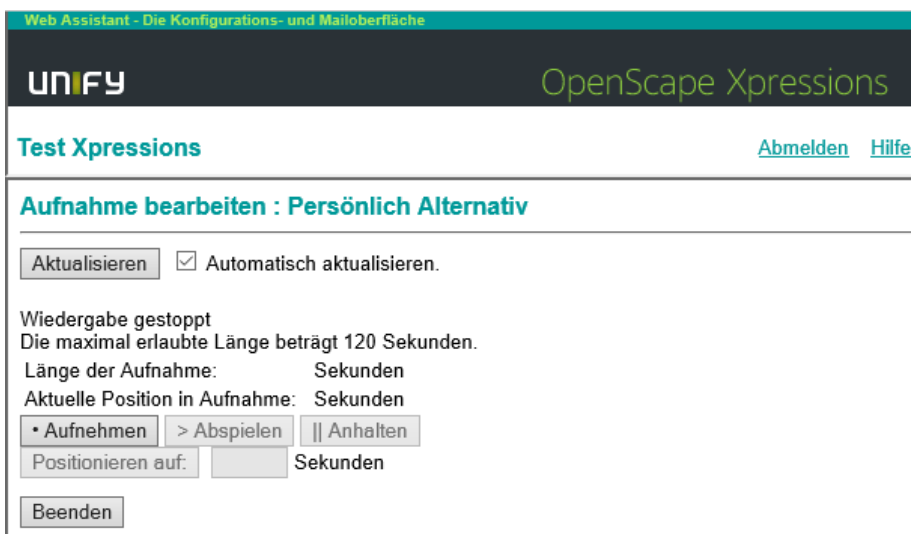 Web Assistant - Die Konfigurations- und Mailoberfläche
UNIFY OpenScape Xpressions
Test Xpressions Abmelden Hilfe
Aufnahme bearbeiten : Persönlich Alternativ
Aktualisieren Automatisch aktualisieren.
Wiedergabe gestoppt
Die maximal erlaubte Länge beträgt 120 Sekunden.
Länge der Aufnahme: Sekunden
Aktuelle Position in Aufnahme: Sekunden
• Aufnehmen > Abspielen || Anhalten
Positionieren auf: Sekunden
Beenden